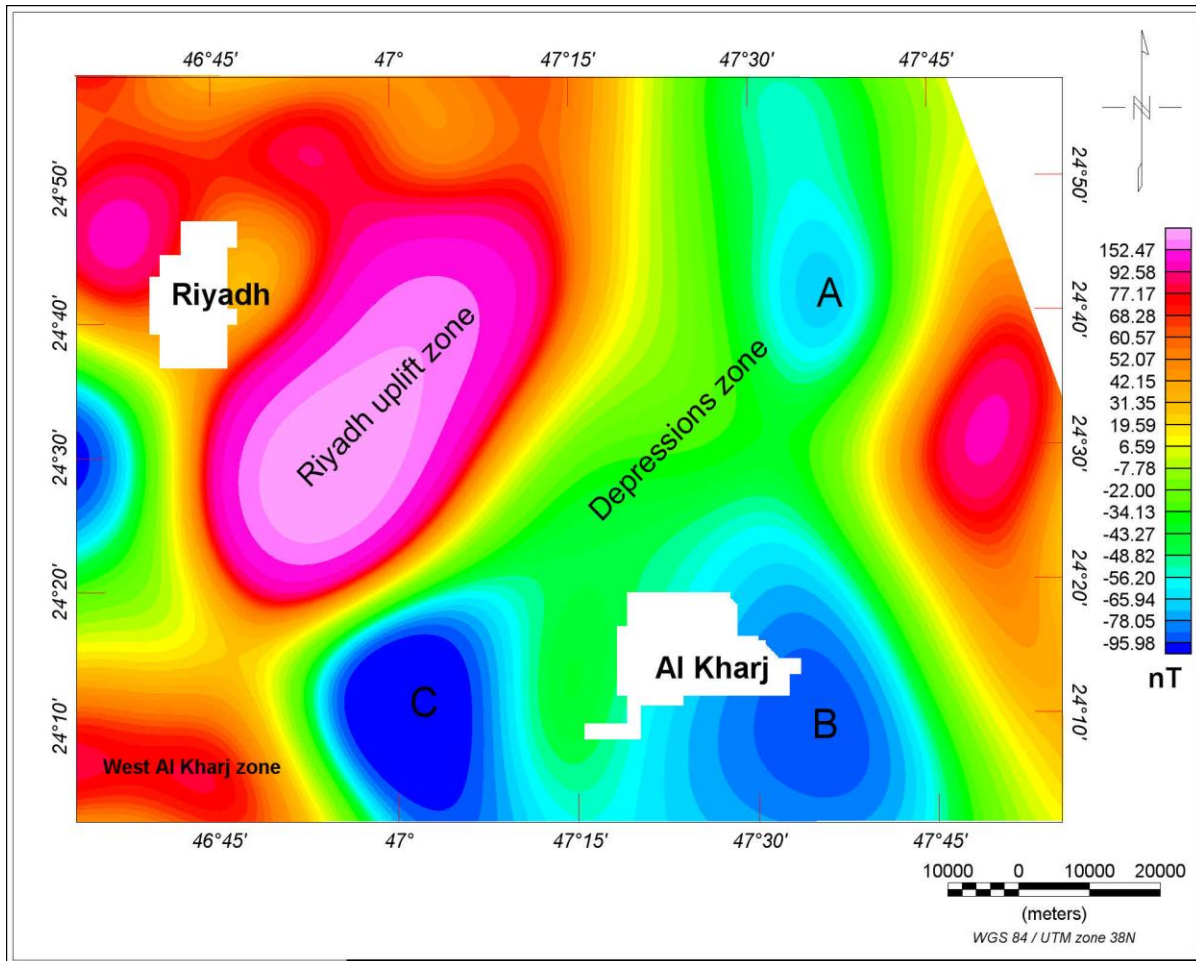 46°45' 47° 47°15' 47°30' 47°45'
24°50' 24°50'
N
Riyadh
A
24°40' 24°40'
Riyadh uplift zone
Depressions zone
24°30' 24°30'
24°20' 24°20'
Al Kharj
C
B
24°10' 24°10'
West Al Kharj zone
46°45' 47° 47°15' 47°30' 47°45'
152.47
92.58
77.17
68.28
60.57
52.07
42.15
31.35
19.59
6.59
-7.78
-22.00
-34.13
-48.82
-56.20
-65.94
-78.05
-95.98
nT
10000 0 10000 20000
(meters)
WGS 84 / UTM zone 38N